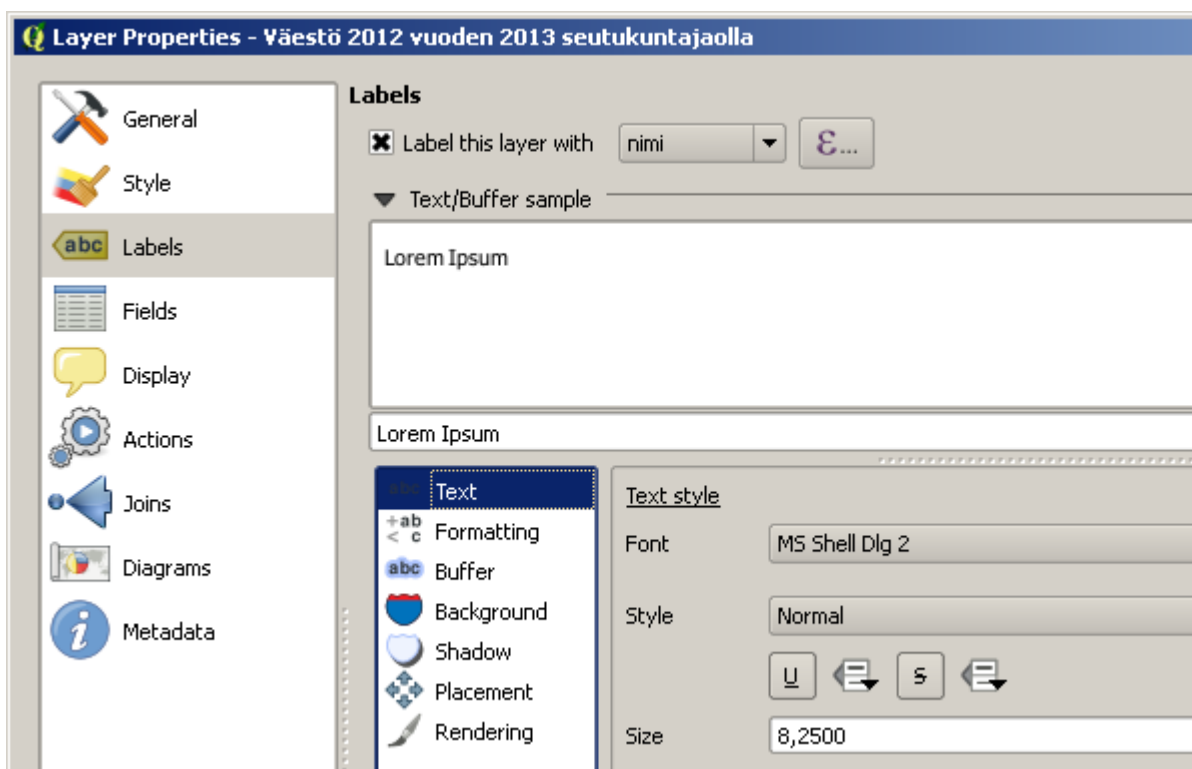 Layer Properties - Väestö 2012 vuoden 2013 seutukuntajaolla
General
Style
abc Labels
Fields
Display
Actions
Joins
Diagrams
Metadata
Labels
Label this layer with nimi ε...
Text/Buffer sample
Lorem Ipsum
Lorem Ipsum
abc Text
+ab < c Formatting
abc Buffer
Background
Shadow
Placement
Rendering
Text style
Font MS Shell Dlg 2
Style Normal
U S
Size 8,2500